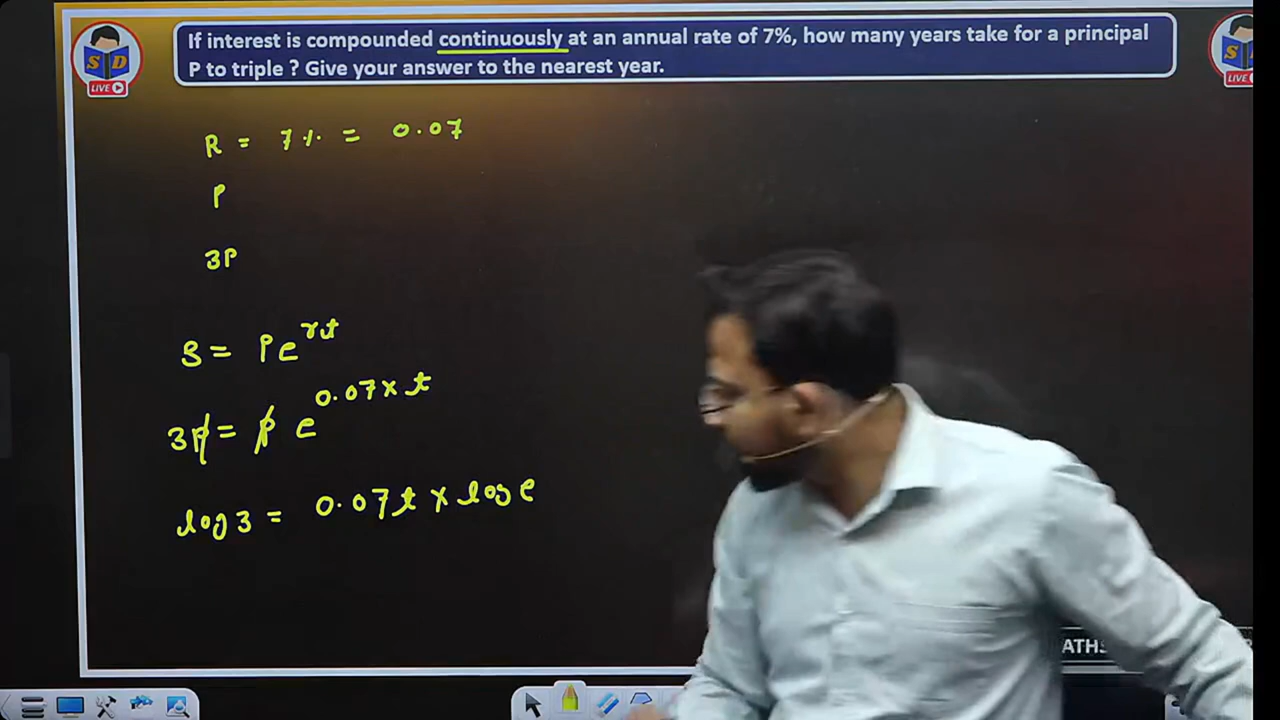 If interest is compounded continuously at an annual rate of 7%, how many years take for a principal
P to triple ? Give your answer to the nearest year.
S D
LIVE
LIVE
R = 7% = 0.07
P
3P
S = Pe^rt
3P = P e^0.07×t
log 3 = 0.07t × log e
ATHS